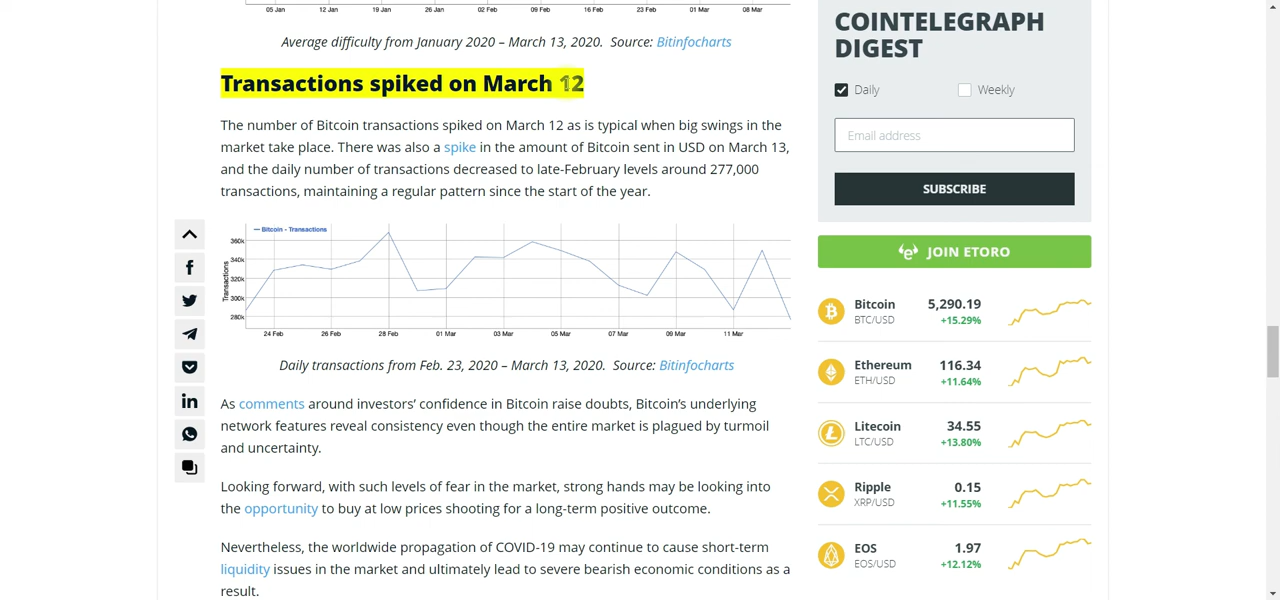 05 Jan 12 Jan 19 Jan 26 Jan 02 Feb 09 Feb 16 Feb 23 Feb 01 Mar 08 Mar
Average difficulty from January 2020 – March 13, 2020. Source: Bitinfocharts
Transactions spiked on March 12
The number of Bitcoin transactions spiked on March 12 as is typical when big swings in the
market take place. There was also a spike in the amount of Bitcoin sent in USD on March 13,
and the daily number of transactions decreased to late-February levels around 277,000
transactions, maintaining a regular pattern since the start of the year.
Bitcoin - Transactions
Transactions
360k
340k
320k
300k
280k
24 Feb 26 Feb 28 Feb 01 Mar 03 Mar 05 Mar 07 Mar 09 Mar 11 Mar
Daily transactions from Feb. 23, 2020 – March 13, 2020. Source: Bitinfocharts
As comments around investors’ confidence in Bitcoin raise doubts, Bitcoin’s underlying
network features reveal consistency even though the entire market is plagued by turmoil
and uncertainty.
Looking forward, with such levels of fear in the market, strong hands may be looking into
the opportunity to buy at low prices shooting for a long-term positive outcome.
Nevertheless, the worldwide propagation of COVID-19 may continue to cause short-term
liquidity issues in the market and ultimately lead to severe bearish economic conditions as a
result.
COINTELEGRAPH
DIGEST
Daily Weekly
Email address
SUBSCRIBE
JOIN ETORO
Bitcoin 5,290.19
BTC/USD +15.29%
Ethereum 116.34
ETH/USD +11.64%
Litecoin 34.55
LTC/USD +13.80%
Ripple 0.15
XRP/USD +11.55%
EOS 1.97
EOS/USD +12.12%